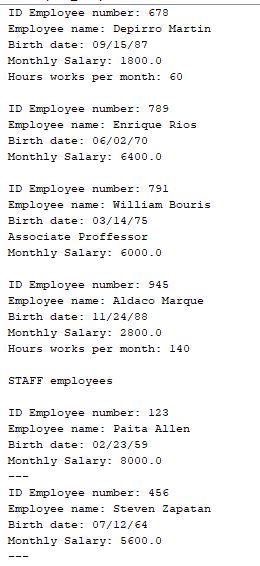 ID Employee number: 678
Employee name: Depirro Martin
Birth date: 09/15/87
Monthly Salary: 1800.0
Hours works per month: 60
ID Employee number: 789
Employee name: Enrique Rios
Birth date: 06/02/70
Monthly Salary: 6400.0
ID Employee number: 791
Employee name: William Bouris
Birth date: 03/14/75
Associate Proffessor
Monthly Salary: 6000.0
ID Employee number: 945
Employee name: Aldaco Marque
Birth date: 11/24/88
Monthly Salary: 2800.0
Hours works per month: 140
STAFF employees
ID Employee number: 123
Employee name: Paita Allen
Birth date: 02/23/59
Monthly Salary: 8000.0
---
ID Employee number: 456
Employee name: Steven Zapatan
Birth date: 07/12/64
Monthly Salary: 5600.0
---